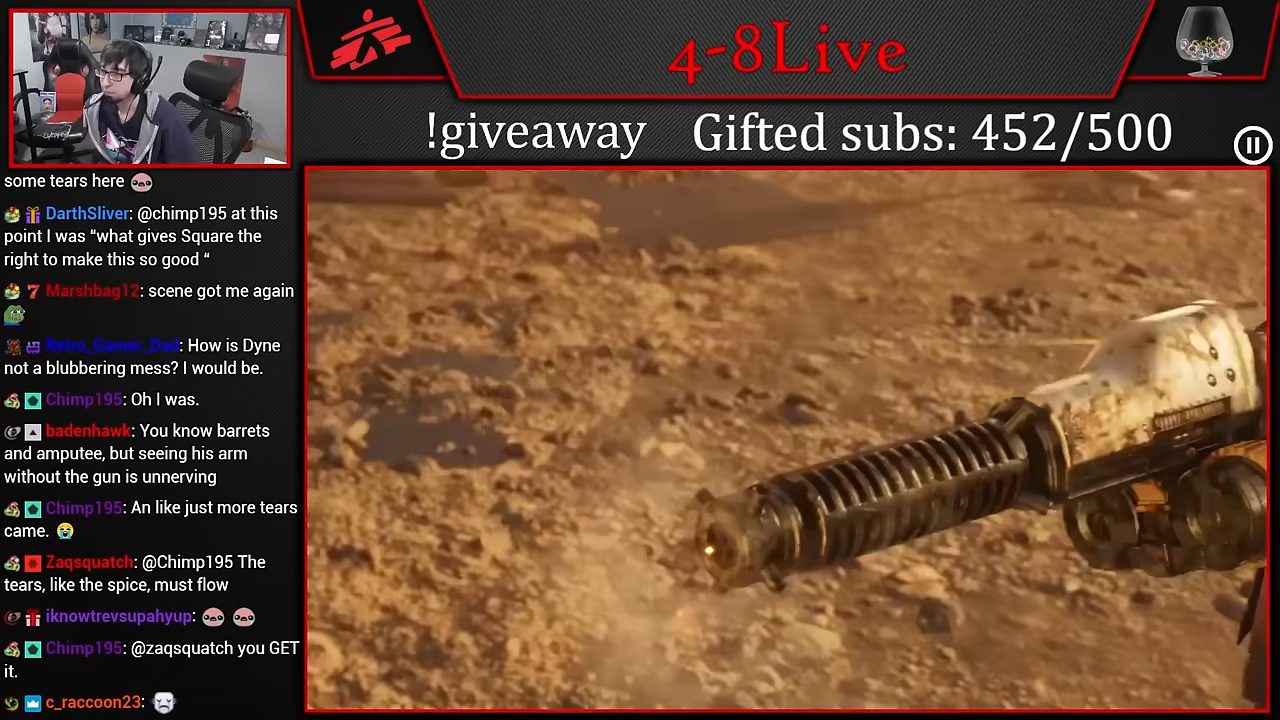 4-8Live
!giveaway Gifted subs: 452/500
some tears here
DarthSliver: @chimp195 at this
point I was “what gives Square the
right to make this so good “
Marshbag12: scene got me again
Retro_Gamer_Dad: How is Dyne
not a blubbering mess? I would be.
Chimp195: Oh I was.
badenhawk: You know barrets
and amputee, but seeing his arm
without the gun is unnerving
Chimp195: An like just more tears
came.
Zaqsquatch: @Chimp195 The
tears, like the spice, must flow
iknowtrevsupahyup:
Chimp195: @zaqsquatch you GET
it.
c_raccoon23: